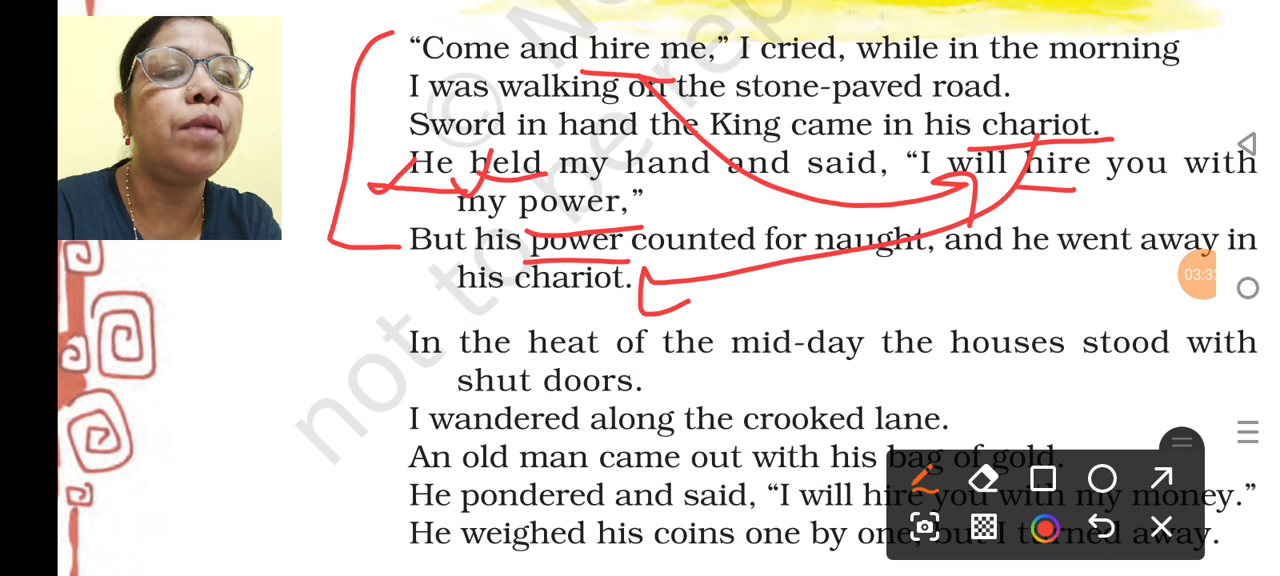 “Come and hire me,” I cried, while in the morning
I was walking on the stone-paved road.
Sword in hand the King came in his chariot.
He held my hand and said, “I will hire you with
my power,”
But his power counted for naught, and he went away in
his chariot.
In the heat of the mid-day the houses stood with
shut doors.
I wandered along the crooked lane.
An old man came out with his bag of gold.
He pondered and said, “I will hire you with my money.”
He weighed his coins one by one, but I turned away.
not to be rep
© N